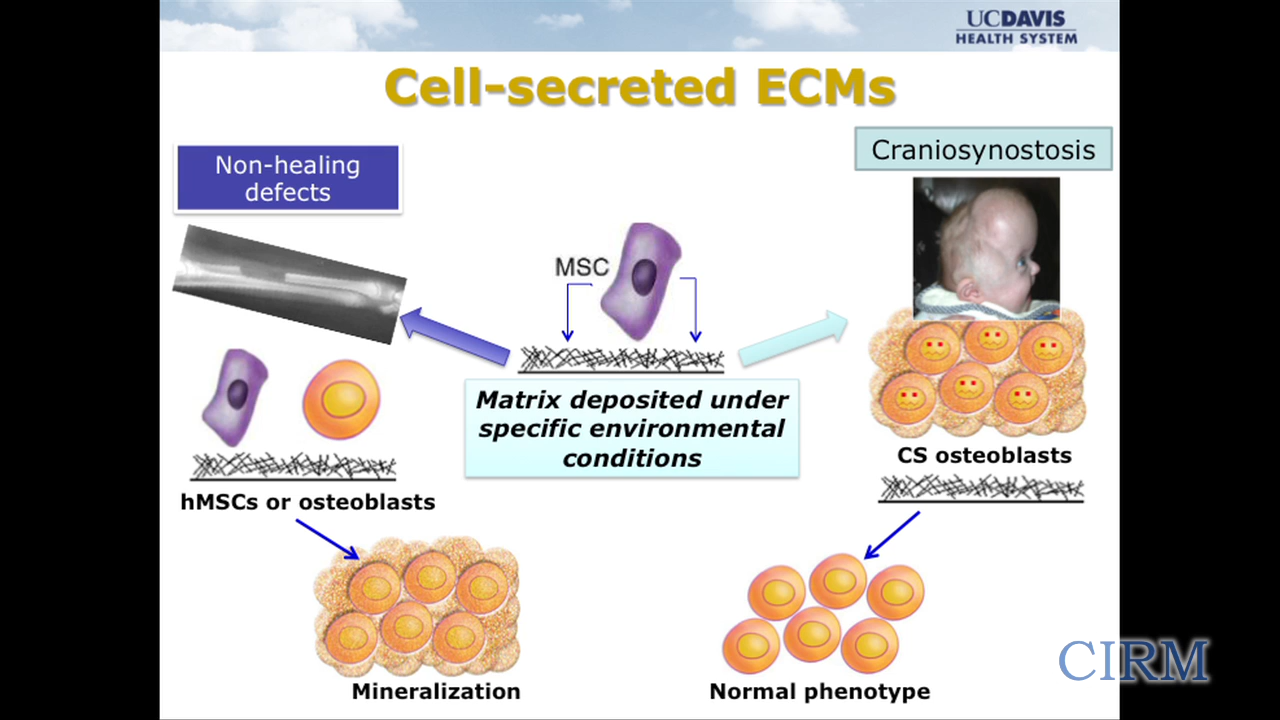 UCDAVIS
HEALTH SYSTEM
Cell-secreted ECMs
Non-healing
defects
Craniosynostosis
MSC
Matrix deposited under
specific environmental
conditions
hMSCs or osteoblasts
CS osteoblasts
Mineralization
Normal phenotype
CIRM